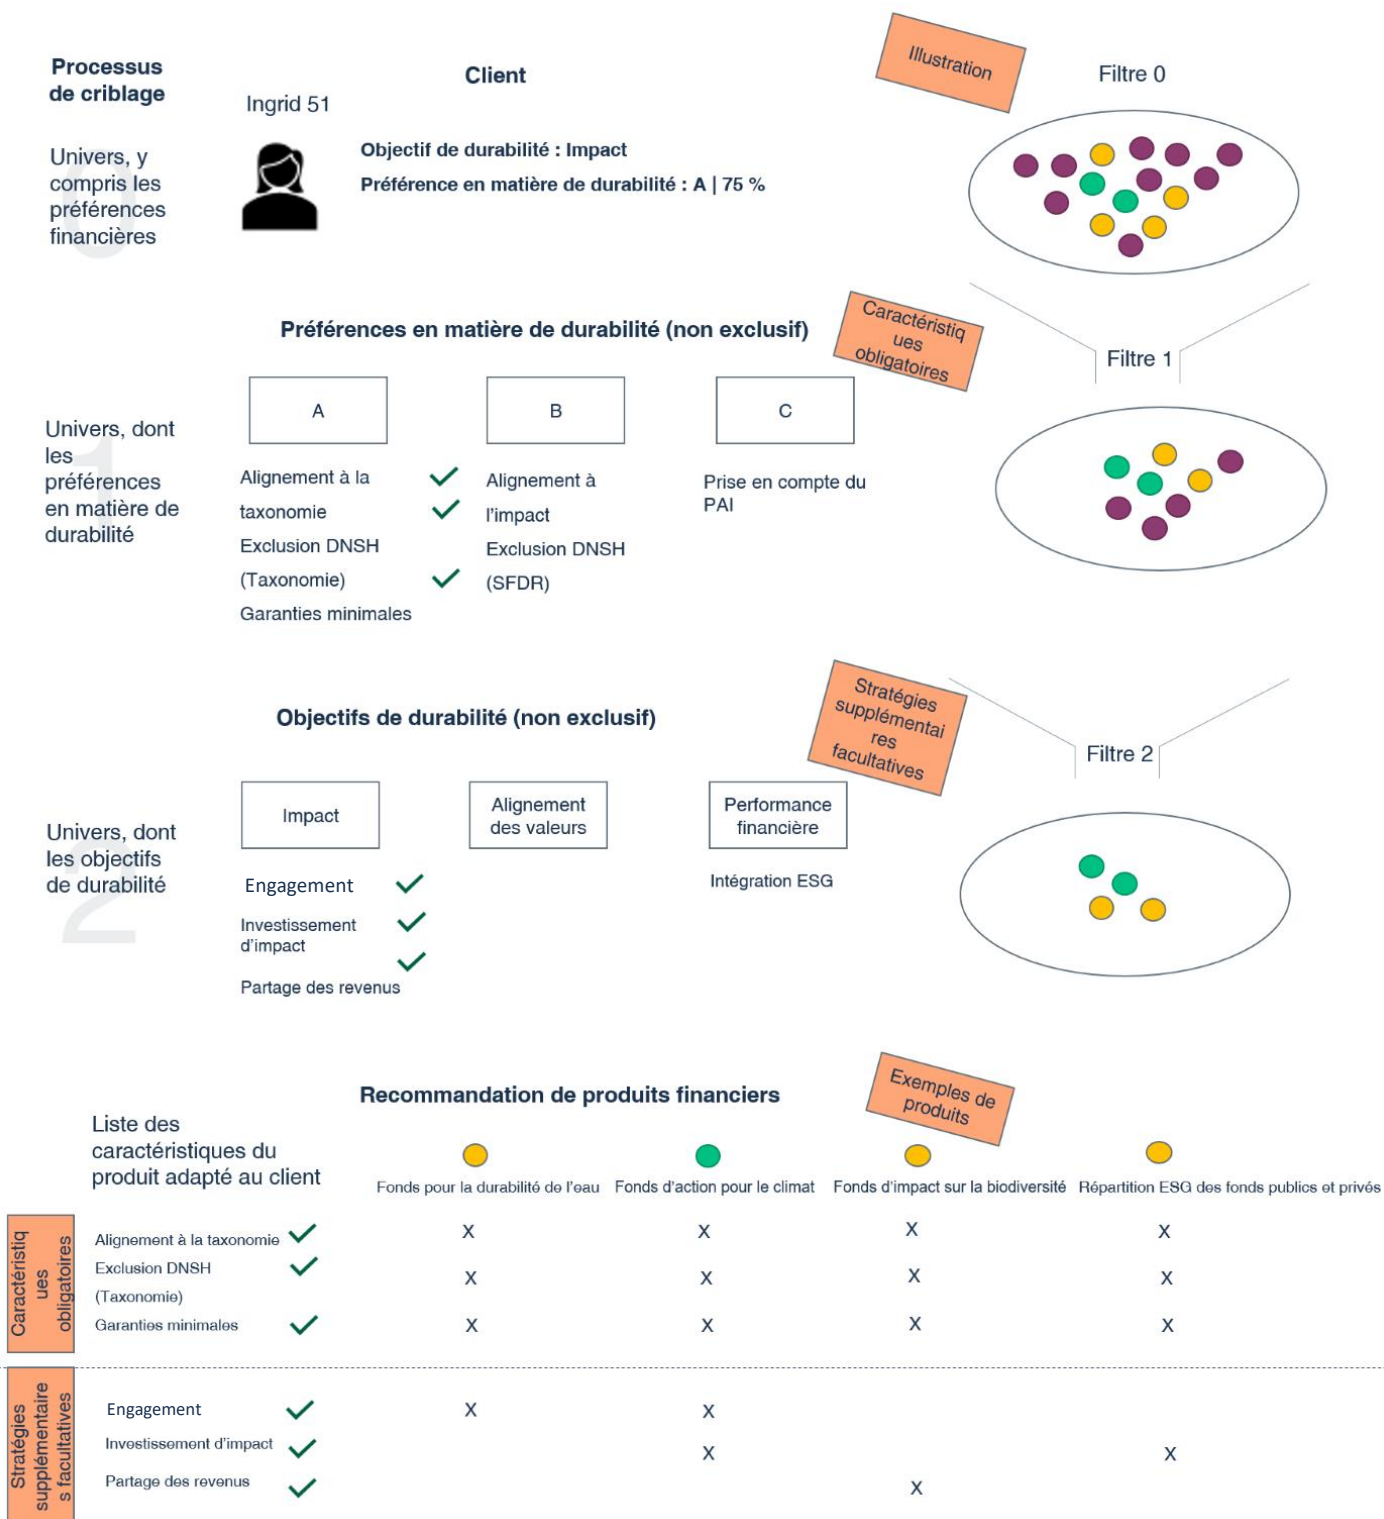 Processus
de criblage
Client
Illustration
Filtre 0
Ingrid 51
0
Univers, y
compris les
préférences
financières
Objectif de durabilité : Impact
Préférence en matière de durabilité : A | 75 %
Préférences en matière de durabilité (non exclusif)
Caractéristiq
ues
obligatoires
Filtre 1
1
Univers, dont
les
préférences
en matière de
durabilité
A
B
C
Alignement à la
taxonomie
Exclusion DNSH
(Taxonomie)
Garanties minimales
Alignement à
l’impact
Exclusion DNSH
(SFDR)
Prise en compte du
PAI
Objectifs de durabilité (non exclusif)
Stratégies
supplémentai
res
facultatives
Filtre 2
2
Univers, dont
les objectifs
de durabilité
Impact
Alignement
des valeurs
Performance
financière
Engagement
Investissement
d’impact
Partage des revenus
Intégration ESG
Recommandation de produits financiers
Exemples de
produits
Liste des
caractéristiques du
produit adapté au client
Fonds pour la durabilité de l’eau
Fonds d’action pour le climat
Fonds d’impact sur la biodiversité
Répartition ESG des fonds publics et privés
Caractéristiq
ues
obligatoires
Alignement à la taxonomie X X X X
Exclusion DNSH X X X X
(Taxonomie)
Garanties minimales X X X X
Stratégies
supplémentaire
s facultatives
Engagement X X
Investissement d’impact X X
Partage des revenus X